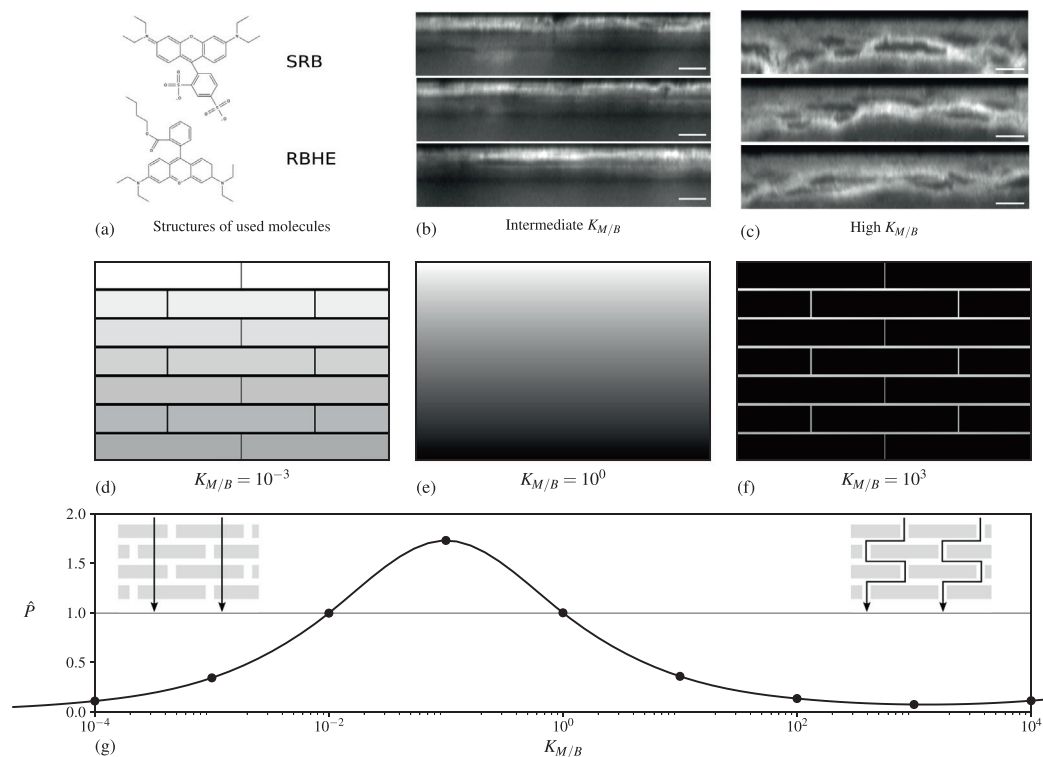 SRB
RBHE
(a) Structures of used molecules
(b) Intermediate K_{M/B}
(c) High K_{M/B}
(d) K_{M/B} = 10^{-3}
(e) K_{M/B} = 10^{0}
(f) K_{M/B} = 10^{3}
2.0
1.5
P̂ 1.0
0.5
0.0
10^{-4} 10^{-2} 10^{0} 10^{2} 10^{4}
(g) K_{M/B}